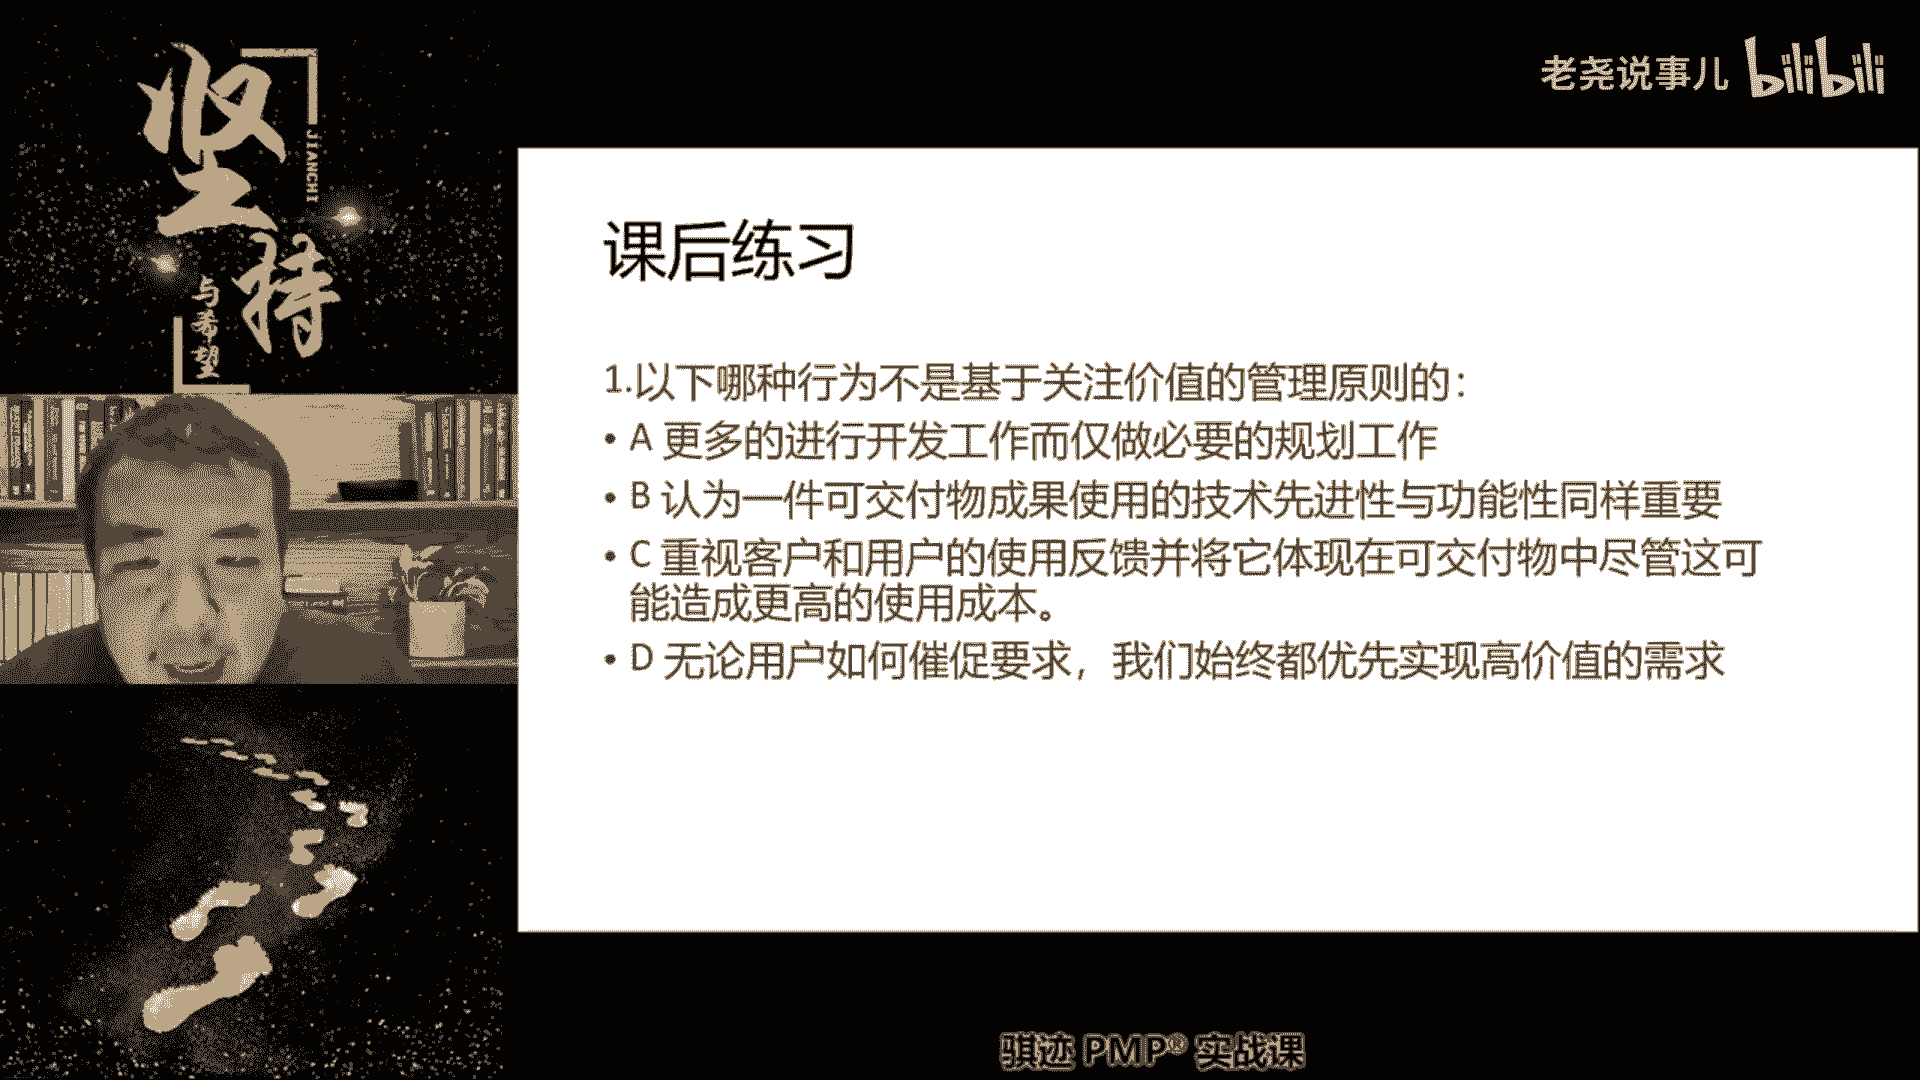 坚持
JIANCHI
与希望
老尧说事儿 bilibili
课后练习
1.以下哪种行为不是基于关注价值的管理原则的：
• A 更多的进行开发工作而仅做必要的规划工作
• B 认为一件可交付物成果使用的技术先进性与功能性同样重要
• C 重视客户和用户的使用反馈并将它体现在可交付物中尽管这可
能造成更高的使用成本。
• D 无论用户如何催促要求，我们始终都优先实现高价值的需求
骐迹 PMP® 实战课